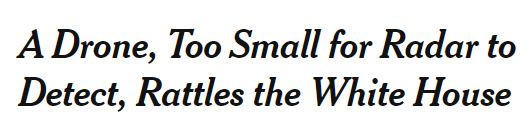 A Drone, Too Small for Radar to
Detect, Rattles the White House